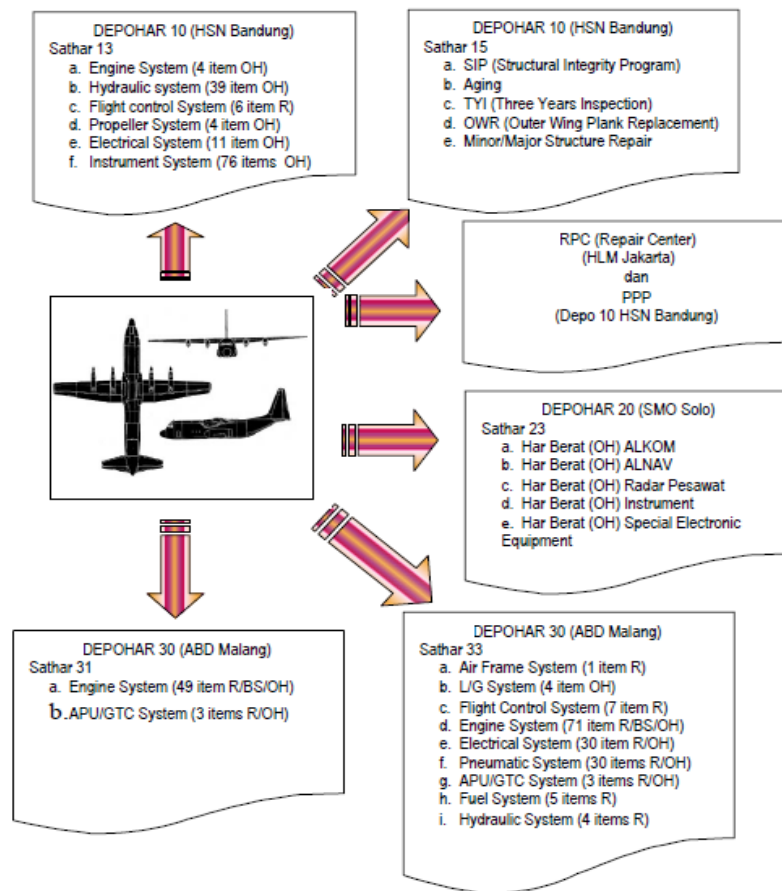 DEPOHAR 10 (HSN Bandung)
Sathar 13
a. Engine System (4 item OH)
b. Hydraulic system (39 item OH)
c. Flight control System (6 item R)
d. Propeller System (4 item OH)
e. Electrical System (11 item OH)
f. Instrument System (76 items OH)
DEPOHAR 10 (HSN Bandung)
Sathar 15
a. SIP (Structural Integrity Program)
b. Aging
c. TYI (Three Years Inspection)
d. OWR (Outer Wing Plank Replacement)
e. Minor/Major Structure Repair
RPC (Repair Center)
(HLM Jakarta)
dan
PPP
(Depo 10 HSN Bandung)
DEPOHAR 20 (SMO Solo)
Sathar 23
a. Har Berat (OH) ALKOM
b. Har Berat (OH) ALNAV
c. Har Berat (OH) Radar Pesawat
d. Har Berat (OH) Instrument
e. Har Berat (OH) Special Electronic
Equipment
DEPOHAR 30 (ABD Malang)
Sathar 31
a. Engine System (49 item R/BS/OH)
b. APU/GTC System (3 items R/OH)
DEPOHAR 30 (ABD Malang)
Sathar 33
a. Air Frame System (1 item R)
b. L/G System (4 item OH)
c. Flight Control System (7 item R)
d. Engine System (71 item R/BS/OH)
e. Electrical System (30 item R/OH)
f. Pneumatic System (30 items R/OH)
g. APU/GTC System (3 items R/OH)
h. Fuel System (5 items R)
i. Hydraulic System (4 items R)